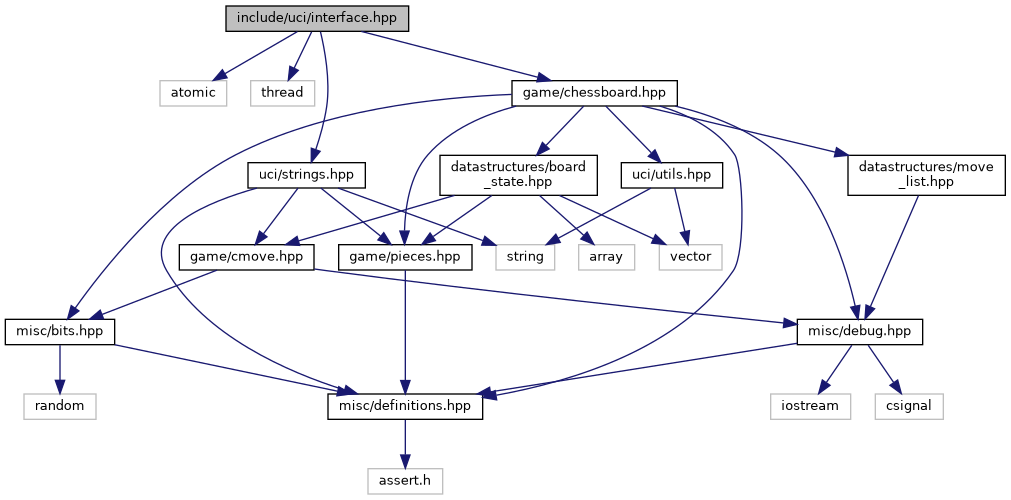 include/uci/interface.hpp
atomic
thread
game/chessboard.hpp
uci/strings.hpp
datastructures/board
_state.hpp
uci/utils.hpp
datastructures/move
_list.hpp
game/cmove.hpp
game/pieces.hpp
string
array
vector
misc/bits.hpp
misc/debug.hpp
random
misc/definitions.hpp
iostream
csignal
assert.h